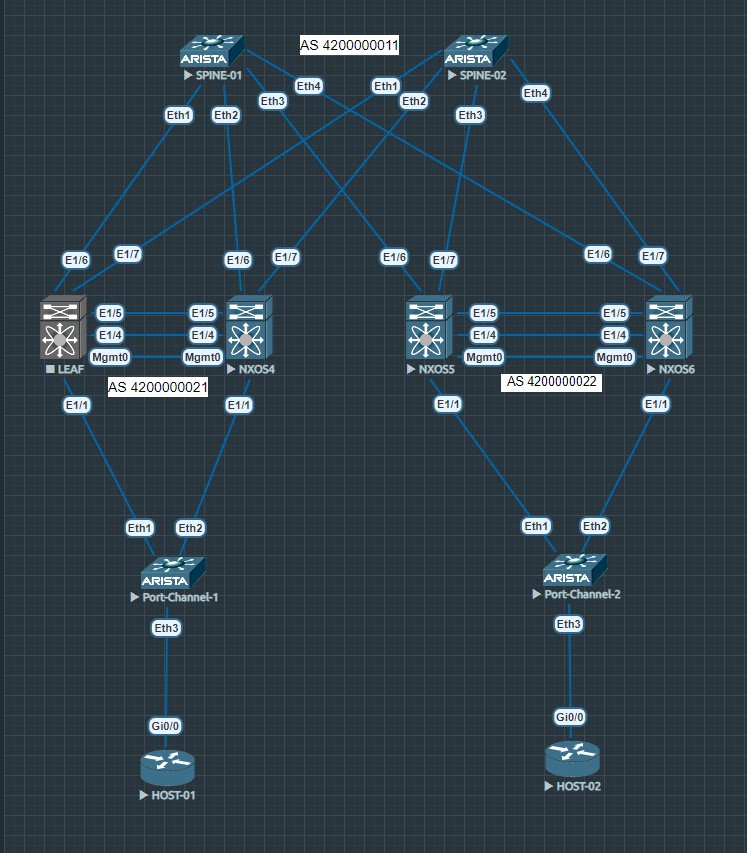 AS 4200000011
ARISTA
ARISTA
SPINE-01
SPINE-02
Eth1
Eth2
Eth3
Eth4
Eth1
Eth2
Eth3
Eth4
E1/6
E1/7
E1/6
E1/7
E1/6
E1/7
E1/6
E1/7
E1/5
E1/5
E1/5
E1/5
E1/4
E1/4
E1/4
E1/4
Mgmt0
Mgmt0
Mgmt0
Mgmt0
LEAF
NXOS4
NXOS5
NXOS6
AS 4200000021
AS 4200000022
E1/1
E1/1
E1/1
E1/1
Eth1
Eth2
Eth1
Eth2
ARISTA
ARISTA
Port-Channel-1
Port-Channel-2
Eth3
Eth3
Gi0/0
Gi0/0
HOST-01
HOST-02